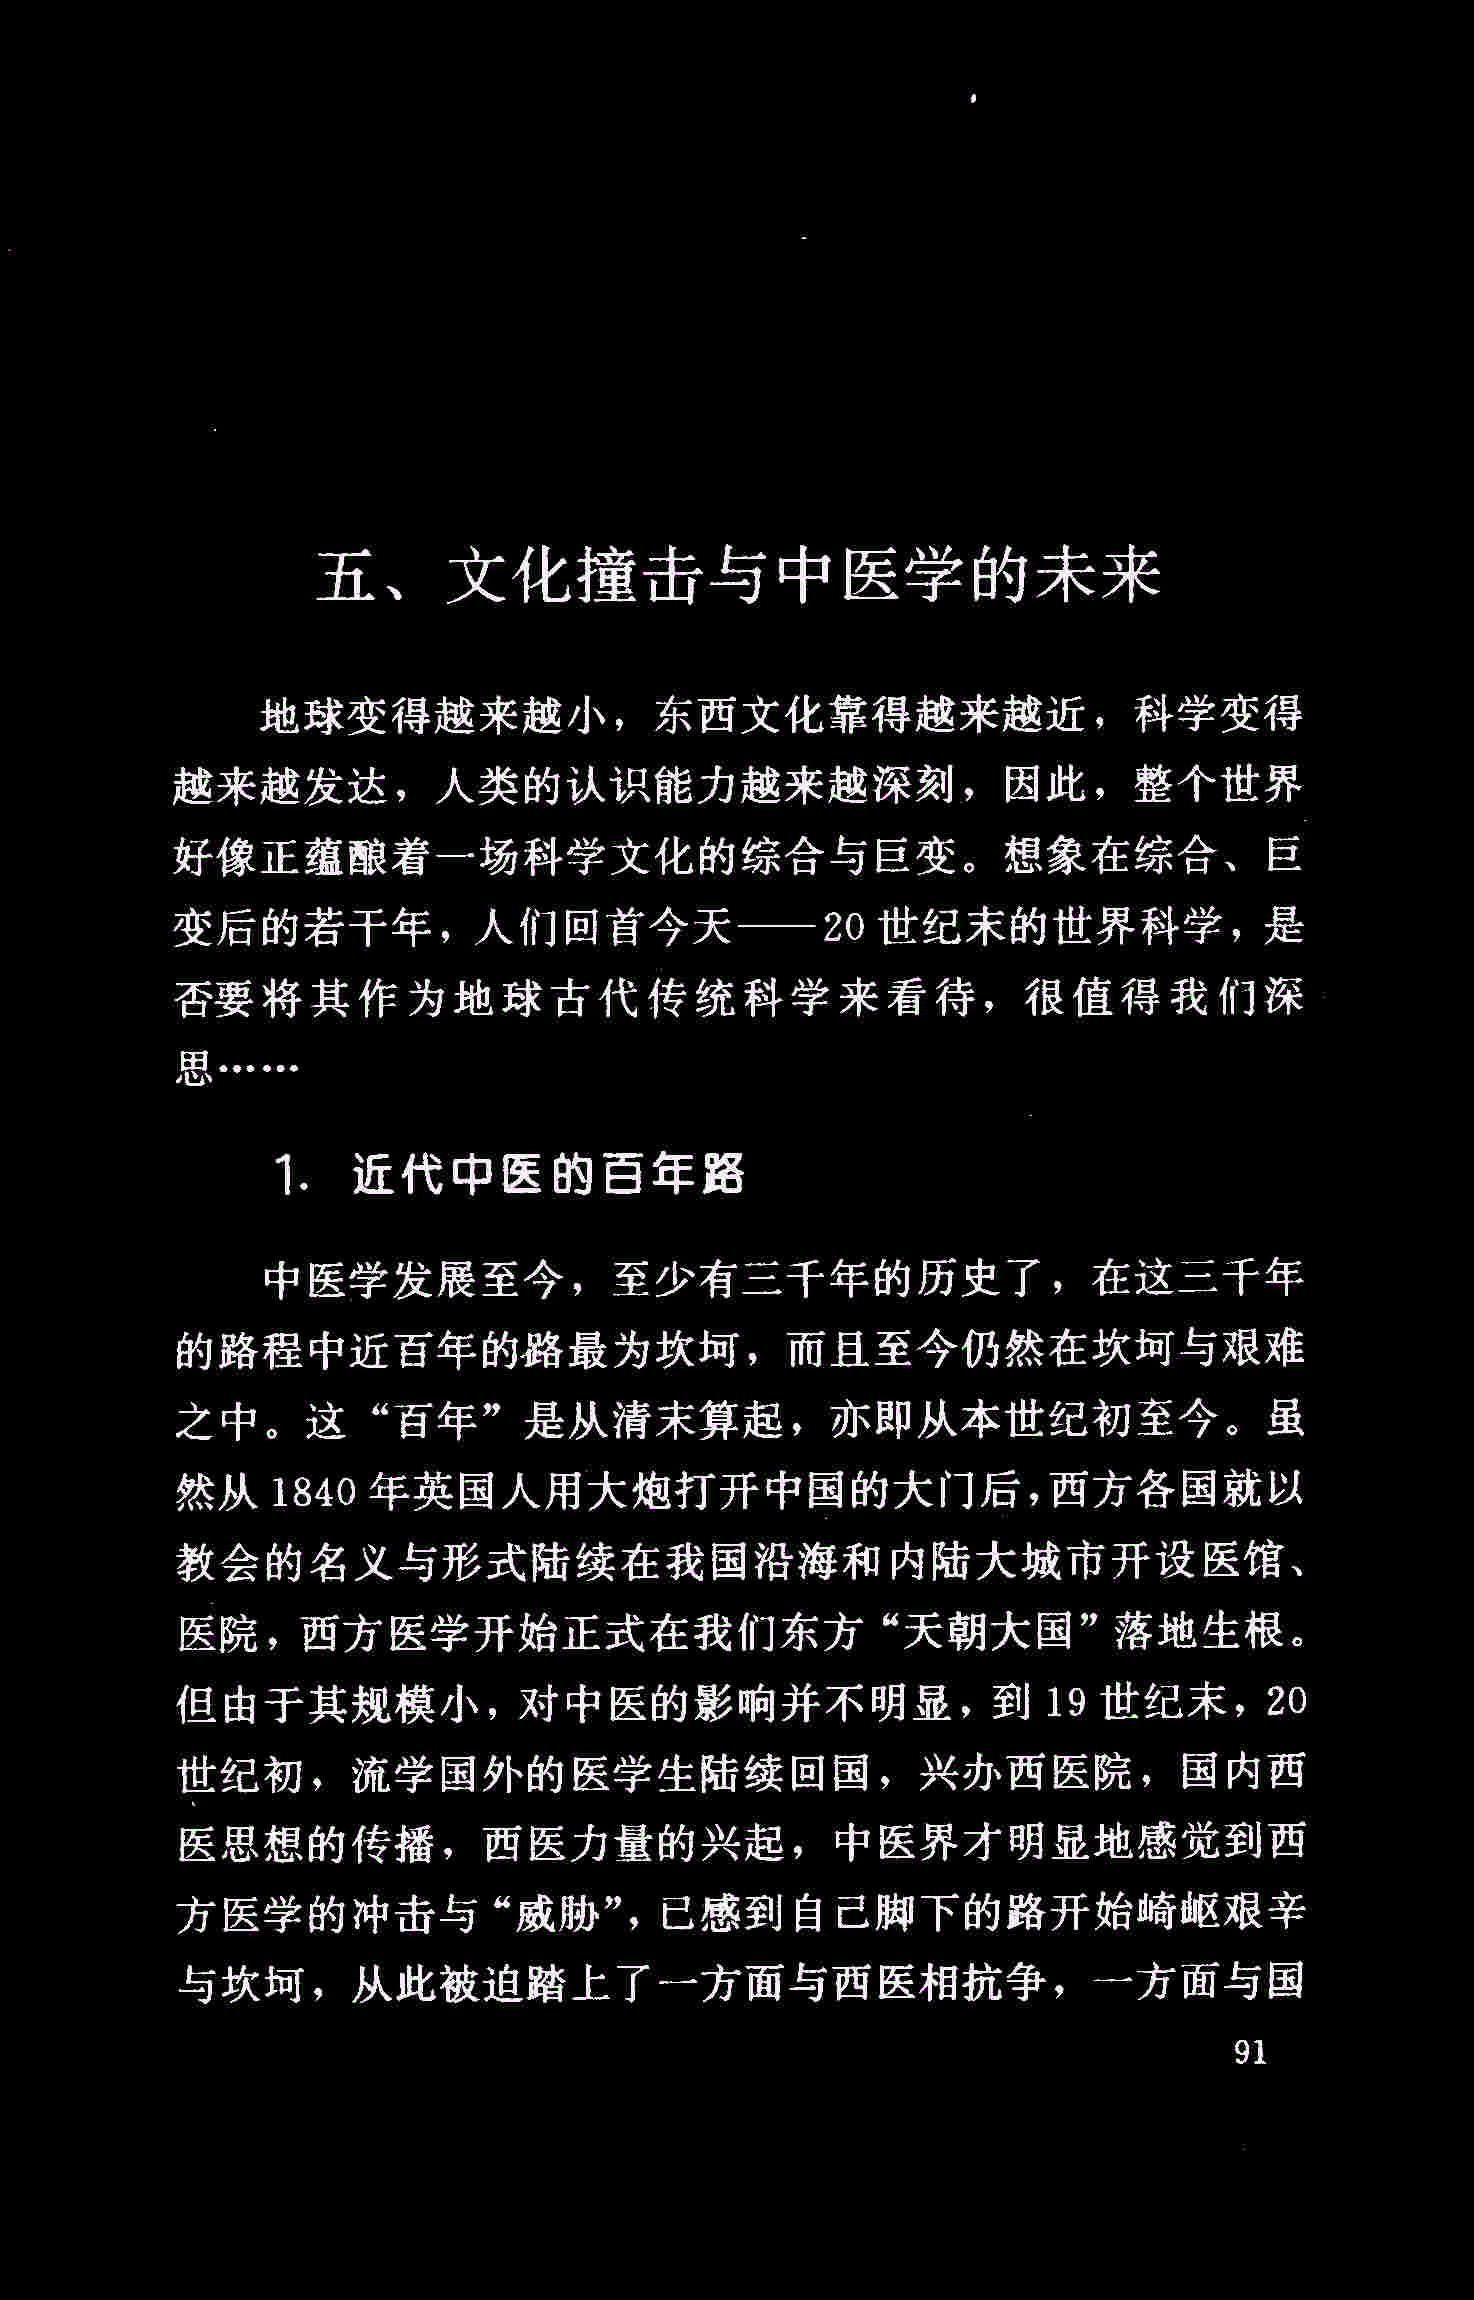 五、文化撞击与中医学的未来
地球变得越来越小，东西文化靠得越来越近，科学变得
越来越发达，人类的认识能力越来越深刻，因此，整个世界
好像正蕴酿着一场科学文化的综合与巨变。想象在综合、巨
变后的若干年，人们回首今天——20世纪末的世界科学，是
否要将其作为地球古代传统科学来看待，很值得我们深
思……
1. 近代中医的百年路
中医学发展至今，至少有三千年的历史了，在这三千年
的路程中近百年的路最为坎坷，而且至今仍然在坎坷与艰难
之中。这“百年”是从清末算起，亦即从本世纪初至今。虽
然从1840年英国人用大炮打开中国的大门后，西方各国就以
教会的名义与形式陆续在我国沿海和内陆大城市开设医馆、
医院，西方医学开始正式在我们东方“天朝大国”落地生根。
但由于其规模小，对中医的影响并不明显，到19世纪末，20
世纪初，流学国外的医学生陆续回国，兴办西医院，国内西
医思想的传播，西医力量的兴起，中医界才明显地感觉到西
方医学的冲击与“威胁”，已感到自己脚下的路开始崎岖艰辛
与坎坷，从此被迫踏上了一方面与西医相抗争，一方面与国
91